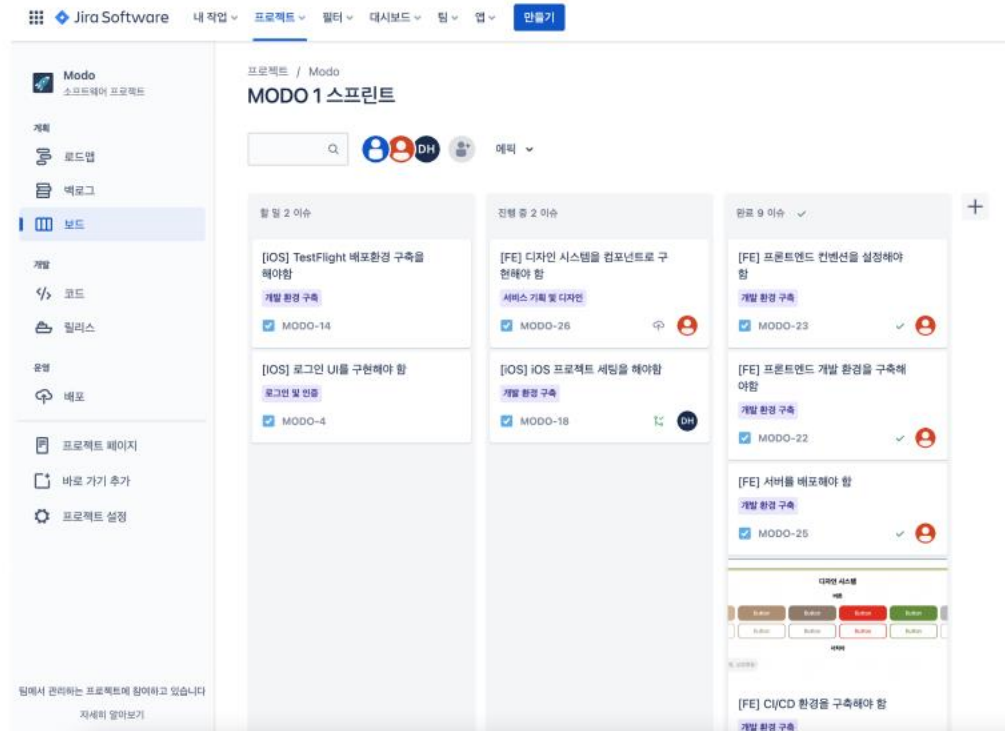 Jira Software 내 작업 프로젝트 필터 대시보드 팀 앱 만들기
Modo
소프트웨어 프로젝트
계획
로드맵
백로그
보드
개발
코드
릴리스
운영
배포
프로젝트 페이지
바로 가기 추가
프로젝트 설정
팀에서 관리하는 프로젝트에 참여하고 있습니다
자세히 알아보기
프로젝트 / Modo
MODO 1 스프린트
DH 에픽
할 일 2 이슈
[iOS] TestFlight 배포환경 구축을
해야함
개발 환경 구축
MODO-14
[IOS] 로그인 UI를 구현해야 함
로그인 및 인증
MODO-4
진행 중 2 이슈
[FE] 디자인 시스템을 컴포넌트로 구
현해야 함
서비스 기획 및 디자인
MODO-26
[iOS] iOS 프로젝트 세팅을 해야함
개발 환경 구축
MODO-18 DH
완료 9 이슈
[FE] 프론트엔드 컨벤션을 설정해야
함
개발 환경 구축
MODO-23
[FE] 프론트엔드 개발 환경을 구축해
야함
개발 환경 구축
MODO-22
[FE] 서버를 배포해야 함
개발 환경 구축
MODO-25
디자인 시스템
버튼
Button Button Button Button
Button Button Button Button
[FE] CI/CD 환경을 구축해야 함
개발 환경 구축